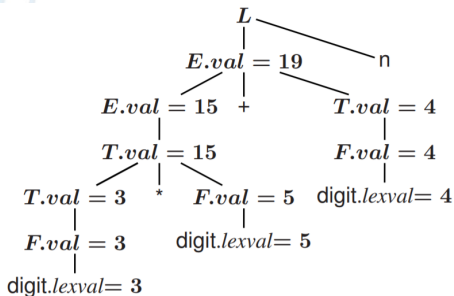 L
E.val = 19 n
E.val = 15 + T.val = 4
T.val = 15 F.val = 4
T.val = 3 * F.val = 5 digit.lexval= 4
F.val = 3 digit.lexval= 5
digit.lexval= 3